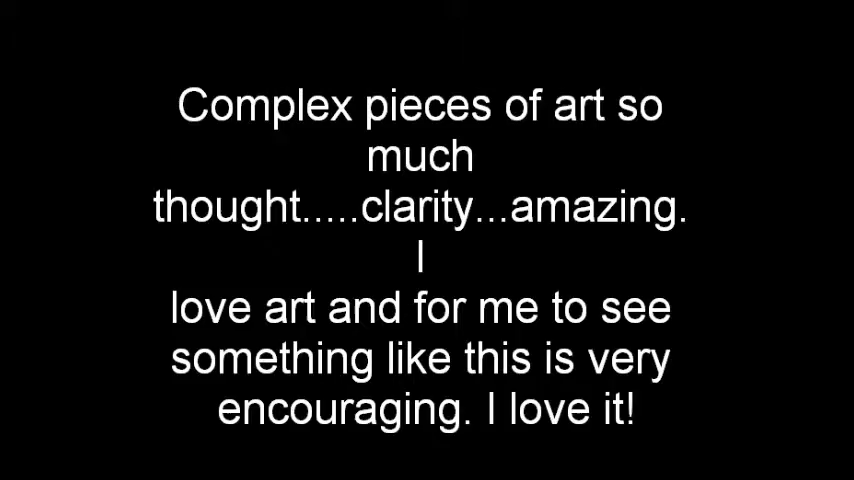 Complex pieces of art so
much
thought.....clarity...amazing.
I
love art and for me to see
something like this is very
encouraging. I love it!